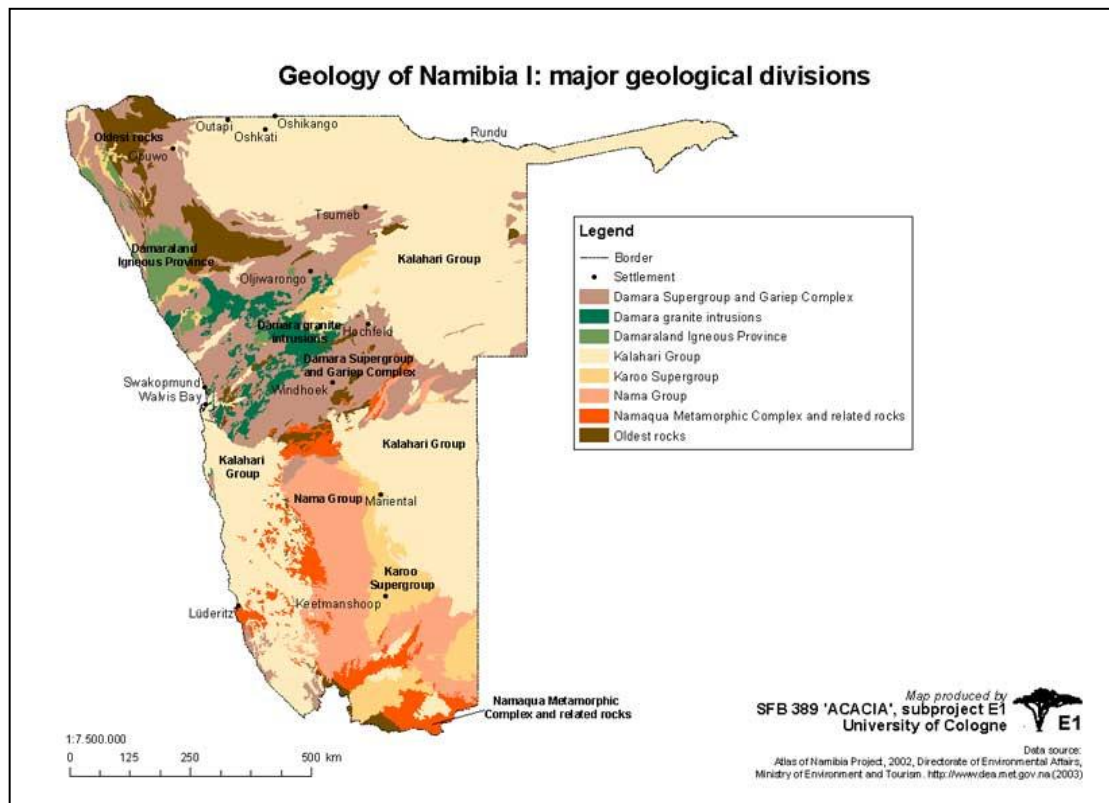 Geology of Namibia I: major geological divisions
Outapi
Oshikango
Oshkati
Rundu
Oldest rocks
Opuwo
Tsumeb
Damaraland
Igneous Province
Kalahari Group
Otjiwarongo
Damara granite
intrusions
Hochfeld
Damara Supergroup
and Gariep Complex
Swakopmund
Walvis Bay
Windhoek
Kalahari Group
Kalahari
Group
Nama Group
Mariental
Karoo
Supergroup
Keetmanshoop
Lüderitz
Namaqua Metamorphic
Complex and related rocks
Legend
Border
Settlement
Damara Supergroup and Gariep Complex
Damara granite intrusions
Damaraland Igneous Province
Kalahari Group
Karoo Supergroup
Nama Group
Namaqua Metamorphic Complex and related rocks
Oldest rocks
1:7.500.000
0 125 250 500 km
Map produced by
SFB 389 'ACACIA', subproject E1
University of Cologne
E1
Data source:
Atlas of Namibia Project, 2002, Directorate of Environmental Affairs,
Ministry of Environment and Tourism. http://www.dea.met.gov.na (2003)